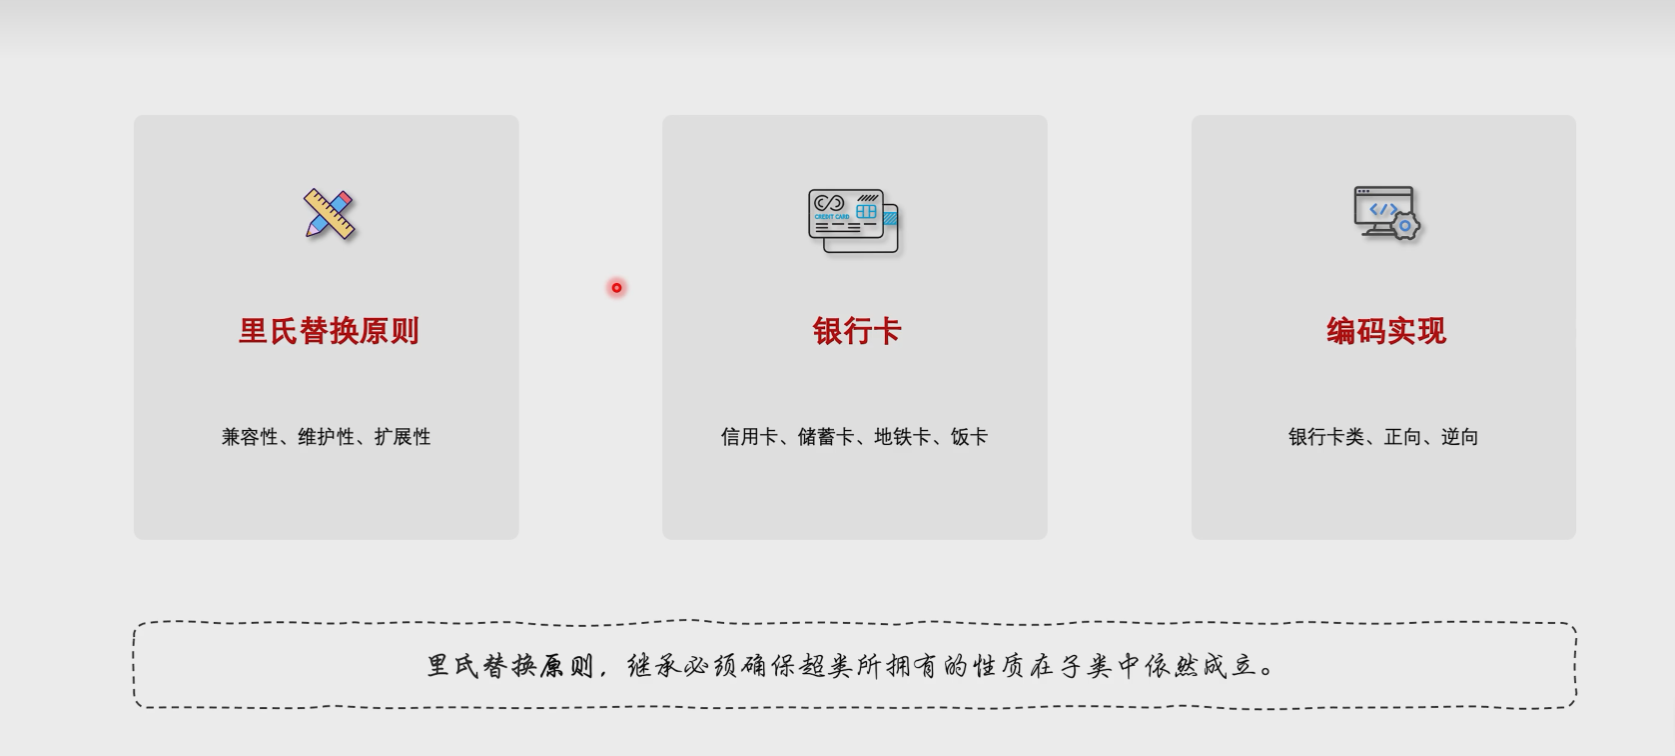 里氏替换原则
兼容性、维护性、扩展性
CREDIT CARD
银行卡
信用卡、储蓄卡、地铁卡、饭卡
</>
编码实现
银行卡类、正向、逆向
里氏替换原则，继承必须确保超类所拥有的性质在子类中依然成立。